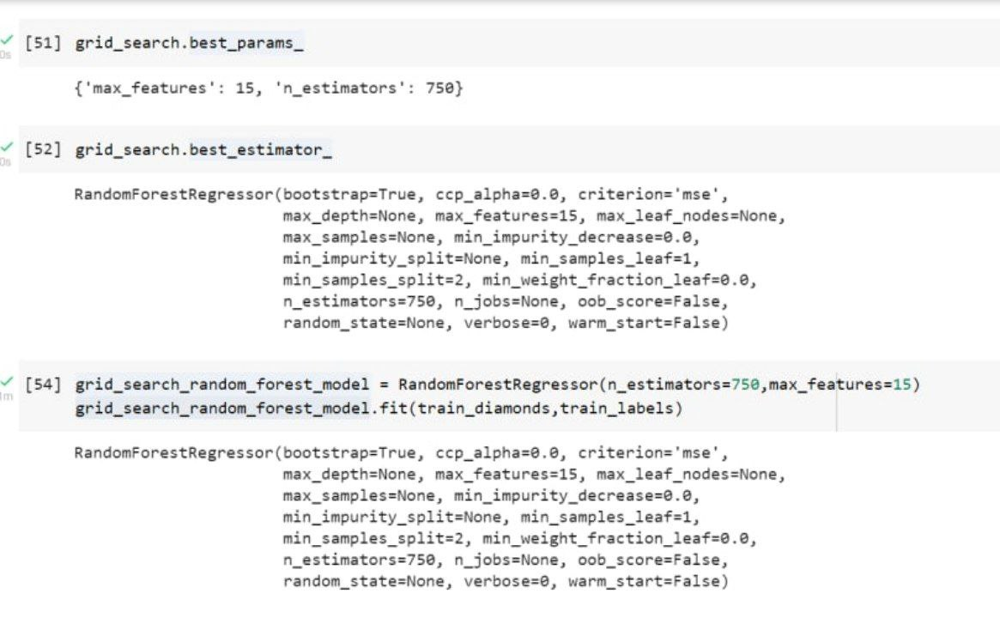 [51] grid_search.best_params_
0s
{'max_features': 15, 'n_estimators': 750}
[52] grid_search.best_estimator_
0s
RandomForestRegressor(bootstrap=True, ccp_alpha=0.0, criterion='mse',
max_depth=None, max_features=15, max_leaf_nodes=None,
max_samples=None, min_impurity_decrease=0.0,
min_impurity_split=None, min_samples_leaf=1,
min_samples_split=2, min_weight_fraction_leaf=0.0,
n_estimators=750, n_jobs=None, oob_score=False,
random_state=None, verbose=0, warm_start=False)
[54] grid_search_random_forest_model = RandomForestRegressor(n_estimators=750,max_features=15)
grid_search_random_forest_model.fit(train_diamonds,train_labels)
RandomForestRegressor(bootstrap=True, ccp_alpha=0.0, criterion='mse',
max_depth=None, max_features=15, max_leaf_nodes=None,
max_samples=None, min_impurity_decrease=0.0,
min_impurity_split=None, min_samples_leaf=1,
min_samples_split=2, min_weight_fraction_leaf=0.0,
n_estimators=750, n_jobs=None, oob_score=False,
random_state=None, verbose=0, warm_start=False)